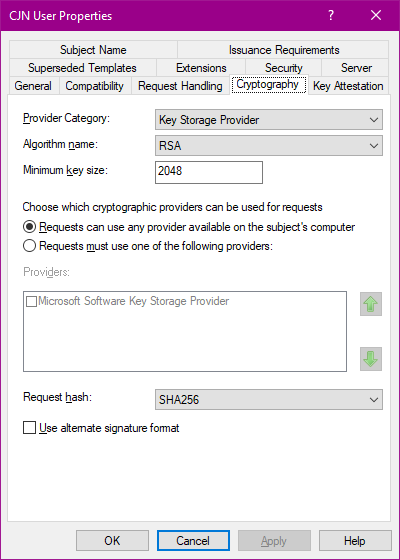 CJN User Properties
? X
Subject Name Issuance Requirements
Superseded Templates Extensions Security Server
General Compatibility Request Handling Cryptography Key Attestation
Provider Category: Key Storage Provider
Algorithm name: RSA
Minimum key size: 2048
Choose which cryptographic providers can be used for requests
Requests can use any provider available on the subject's computer
Requests must use one of the following providers:
Providers:
Microsoft Software Key Storage Provider
Request hash: SHA256
Use alternate signature format
OK Cancel Apply Help